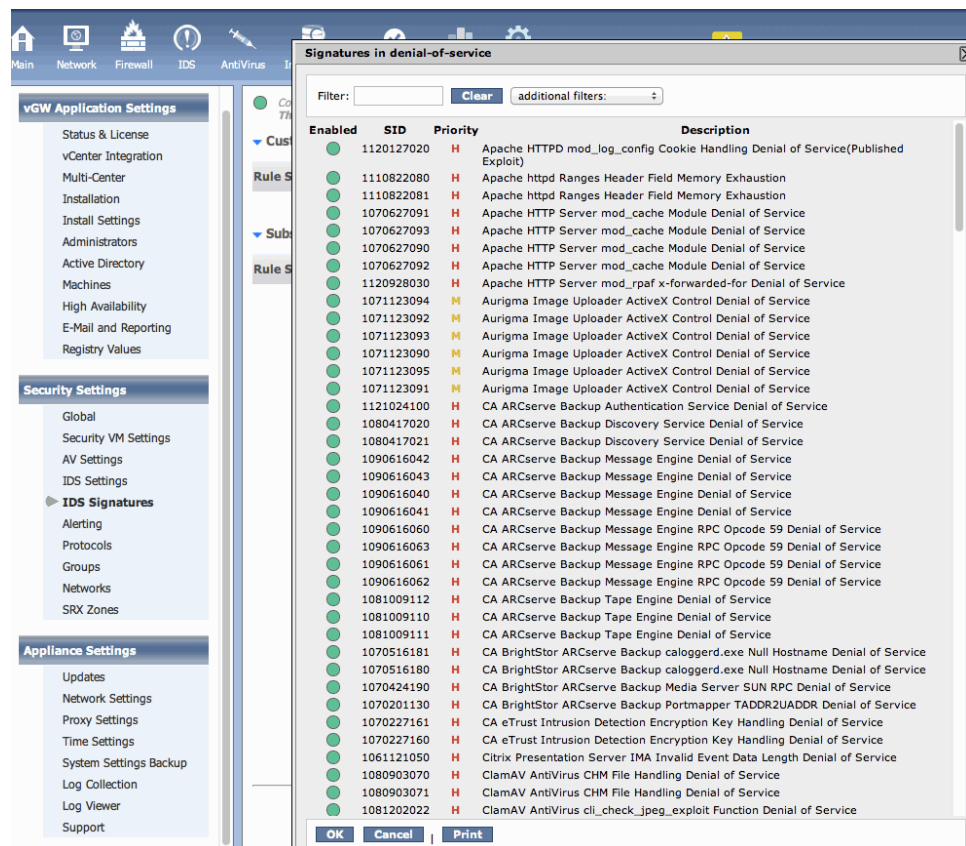 Main
Network
Firewall
IDS
AntiVirus
vGW Application Settings
Status & License
vCenter Integration
Multi-Center
Installation
Install Settings
Administrators
Active Directory
Machines
High Availability
E-Mail and Reporting
Registry Values
Security Settings
Global
Security VM Settings
AV Settings
IDS Settings
IDS Signatures
Alerting
Protocols
Groups
Networks
SRX Zones
Appliance Settings
Updates
Network Settings
Proxy Settings
Time Settings
System Settings Backup
Log Collection
Log Viewer
Support
Co
Th
Cust
Rule S
Subs
Rule S
Signatures in denial-of-service
Filter: Clear additional filters:
Enabled SID Priority Description
1120127020 H Apache HTTPD mod_log_config Cookie Handling Denial of Service(Published
Exploit)
1110822080 H Apache httpd Ranges Header Field Memory Exhaustion
1110822081 H Apache httpd Ranges Header Field Memory Exhaustion
1070627091 H Apache HTTP Server mod_cache Module Denial of Service
1070627093 H Apache HTTP Server mod_cache Module Denial of Service
1070627090 H Apache HTTP Server mod_cache Module Denial of Service
1070627092 H Apache HTTP Server mod_cache Module Denial of Service
1120928030 H Apache HTTP Server mod_rpaf x-forwarded-for Denial of Service
1071123094 M Aurigma Image Uploader ActiveX Control Denial of Service
1071123092 M Aurigma Image Uploader ActiveX Control Denial of Service
1071123093 M Aurigma Image Uploader ActiveX Control Denial of Service
1071123090 M Aurigma Image Uploader ActiveX Control Denial of Service
1071123095 M Aurigma Image Uploader ActiveX Control Denial of Service
1071123091 M Aurigma Image Uploader ActiveX Control Denial of Service
1121024100 H CA ARCserve Backup Authentication Service Denial of Service
1080417020 H CA ARCserve Backup Discovery Service Denial of Service
1080417021 H CA ARCserve Backup Discovery Service Denial of Service
1090616042 H CA ARCserve Backup Message Engine Denial of Service
1090616043 H CA ARCserve Backup Message Engine Denial of Service
1090616040 H CA ARCserve Backup Message Engine Denial of Service
1090616041 H CA ARCserve Backup Message Engine Denial of Service
1090616060 H CA ARCserve Backup Message Engine RPC Opcode 59 Denial of Service
1090616063 H CA ARCserve Backup Message Engine RPC Opcode 59 Denial of Service
1090616061 H CA ARCserve Backup Message Engine RPC Opcode 59 Denial of Service
1090616062 H CA ARCserve Backup Message Engine RPC Opcode 59 Denial of Service
1081009112 H CA ARCserve Backup Tape Engine Denial of Service
1081009110 H CA ARCserve Backup Tape Engine Denial of Service
1081009111 H CA ARCserve Backup Tape Engine Denial of Service
1070516181 H CA BrightStor ARCserve Backup caloggerd.exe Null Hostname Denial of Service
1070516180 H CA BrightStor ARCserve Backup caloggerd.exe Null Hostname Denial of Service
1070424190 H CA BrightStor ARCserve Backup Media Server SUN RPC Denial of Service
1070201130 H CA BrightStor ARCserve Backup Portmapper TADDR2UADDR Denial of Service
1070227161 H CA eTrust Intrusion Detection Encryption Key Handling Denial of Service
1070227160 H CA eTrust Intrusion Detection Encryption Key Handling Denial of Service
1061121050 H Citrix Presentation Server IMA Invalid Event Data Length Denial of Service
1080903070 H ClamAV AntiVirus CHM File Handling Denial of Service
1080903071 H ClamAV AntiVirus CHM File Handling Denial of Service
1081202022 H ClamAV AntiVirus cli_check_jpeg_exploit Function Denial of Service
OK Cancel | Print